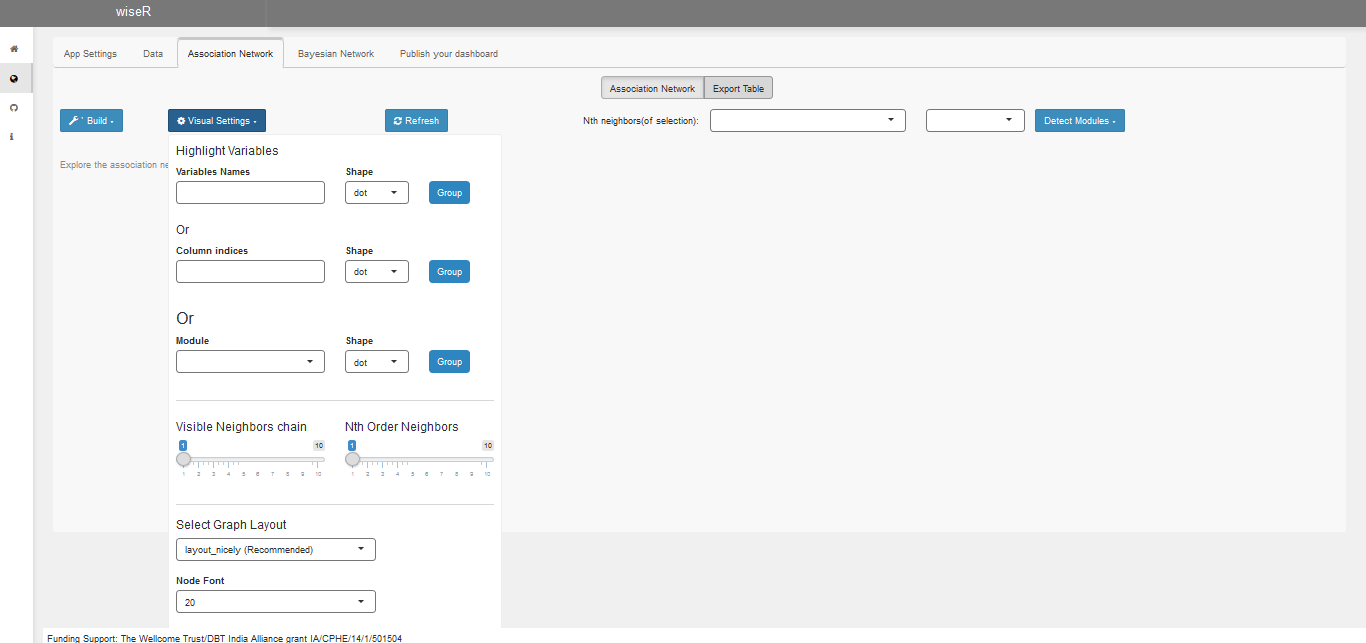 wiseR
App Settings Data Association Network Bayesian Network Publish your dashboard
Association Network Export Table
Build Visual Settings Refresh Nth neighbors(of selection): Detect Modules
Explore the association ne
Highlight Variables
Variables Names Shape
dot Group
Or
Column indices Shape
dot Group
Or
Module Shape
dot Group
Visible Neighbors chain Nth Order Neighbors
1 10 1 10
1 2 3 4 5 6 7 8 9 10 1 2 3 4 5 6 7 8 9 10
Select Graph Layout
layout_nicely (Recommended)
Node Font
20
Funding Support: The Wellcome Trust/DBT India Alliance grant IA/CPHE/14/1/501504